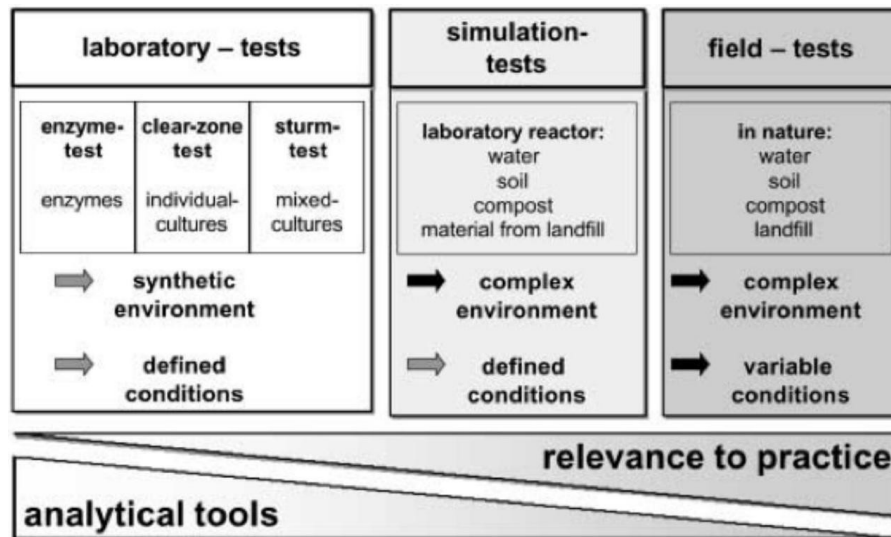 laboratory – tests
enzyme-
test
enzymes
clear-zone
test
individual-
cultures
sturm-
test
mixed-
cultures
synthetic
environment
defined
conditions
simulation-
tests
laboratory reactor:
water
soil
compost
material from landfill
complex
environment
defined
conditions
field – tests
in nature:
water
soil
compost
landfill
complex
environment
variable
conditions
relevance to practice
analytical tools